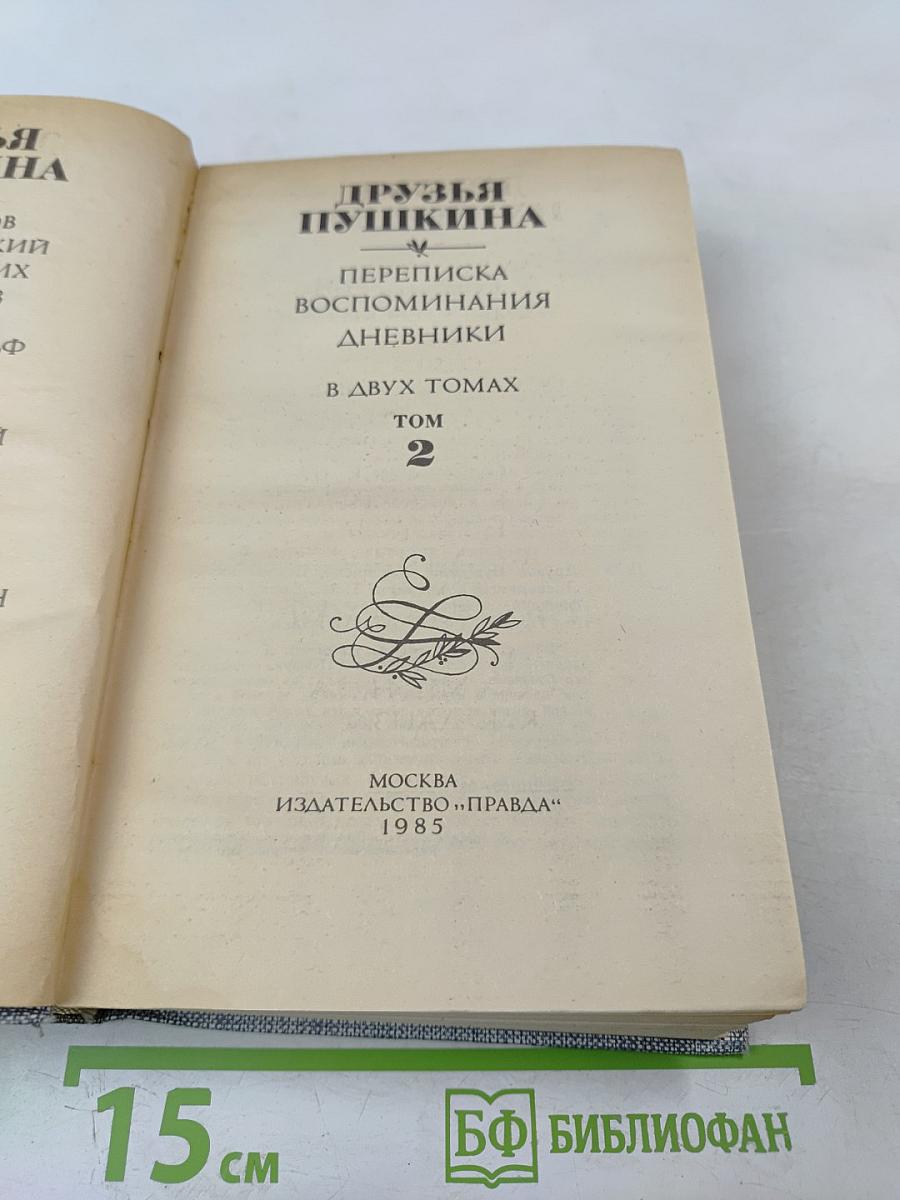 ДРУЗЬЯ
ПУШКИНА
ПЕРЕПИСКА
ВОСПОМИНАНИЯ
ДНЕВНИКИ
В ДВУХ ТОМАХ
ТОМ
2
МОСКВА
ИЗДАТЕЛЬСТВО „ПРАВДА“
1985
15 см
БФ БИБЛИОФАН